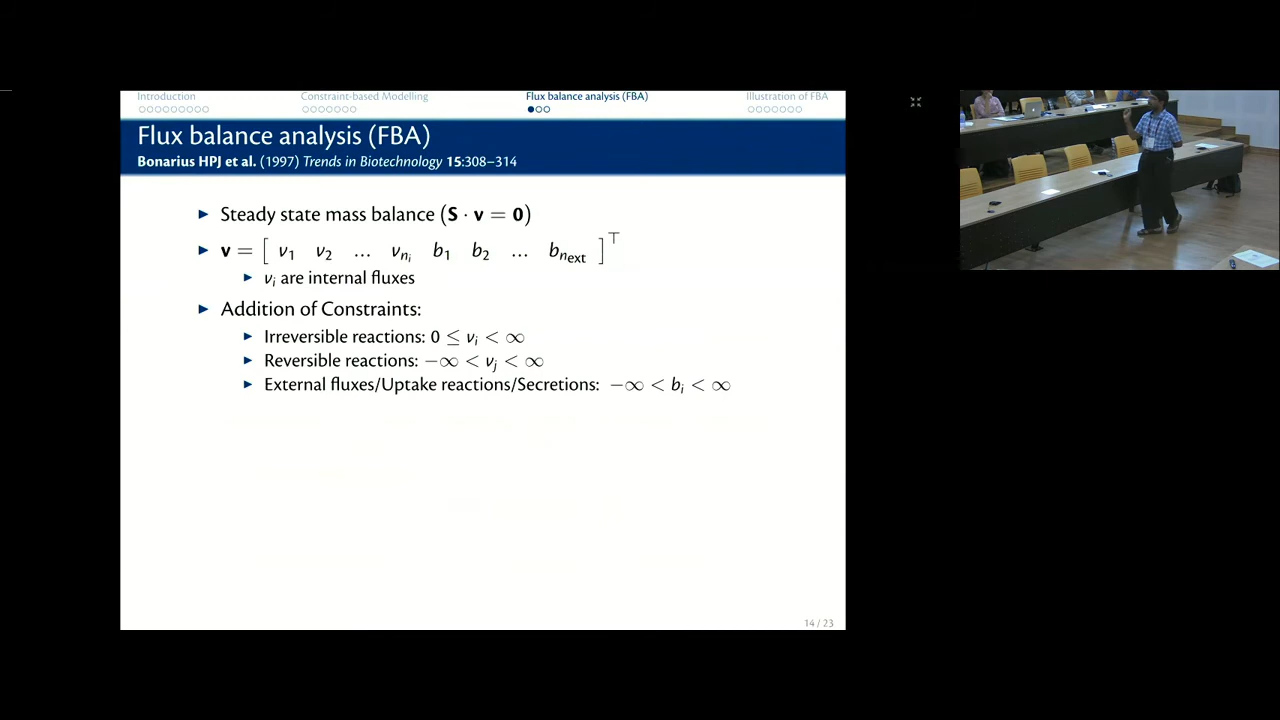 Introduction Constraint-based Modelling Flux balance analysis (FBA) Illustration of FBA
Flux balance analysis (FBA)
Bonarius HPJ et al. (1997) Trends in Biotechnology 15:308–314
▶ Steady state mass balance (S · v = 0)
▶ v = [ v₁ v₂ … vₙᵢ b₁ b₂ … bₙₑₓₜ ]⊤
▶ vᵢ are internal fluxes
▶ Addition of Constraints:
▶ Irreversible reactions: 0 ≤ vᵢ < ∞
▶ Reversible reactions: −∞ < vⱼ < ∞
▶ External fluxes/Uptake reactions/Secretions: −∞ < bᵢ < ∞
14 / 23